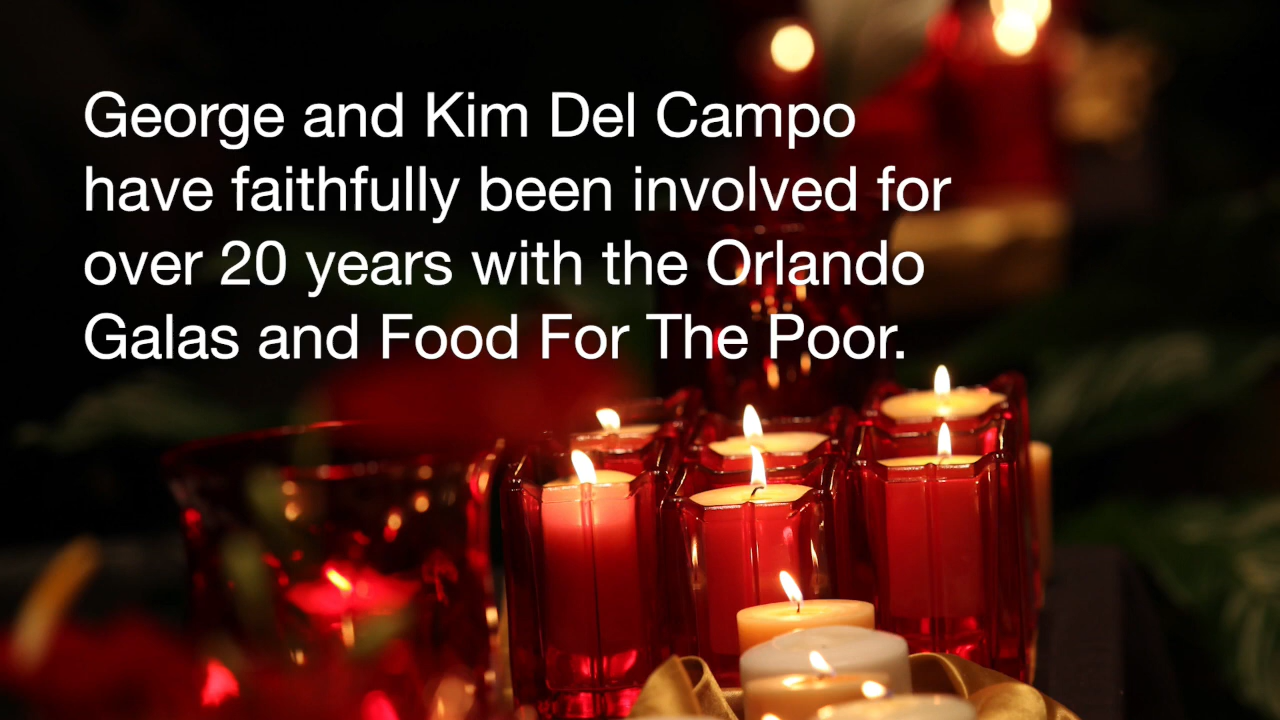 George and Kim Del Campo
have faithfully been involved for
over 20 years with the Orlando
Galas and Food For The Poor.